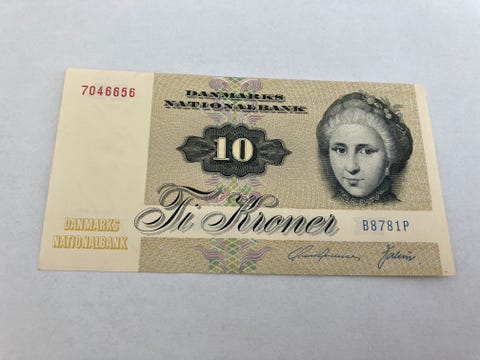 7046656
DANMARKS
NATIONALBANK
10
Ti Kroner
B8781P
DANMARKS
NATIONALBANK